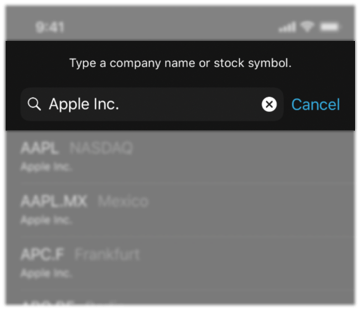 9:41
Type a company name or stock symbol.
Apple Inc. Cancel
AAPL NASDAQ
Apple Inc.
AAPL.MX Mexico
Apple Inc.
APC.F Frankfurt
Apple Inc.